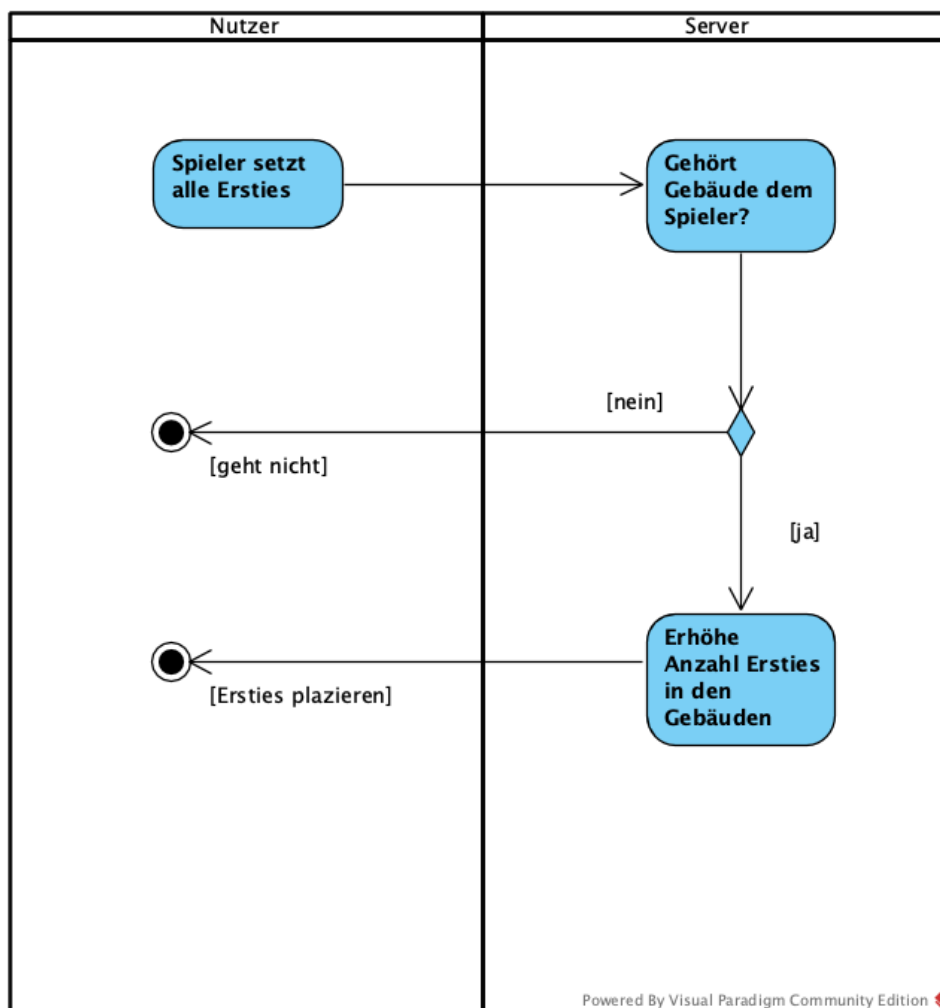 Nutzer
Server
Spieler setzt
alle Ersties
Gehört
Gebäude dem
Spieler?
[nein]
[geht nicht]
[ja]
Erhöhe
Anzahl Ersties
in den
Gebäuden
[Ersties plazieren]
Powered By Visual Paradigm Community Edition